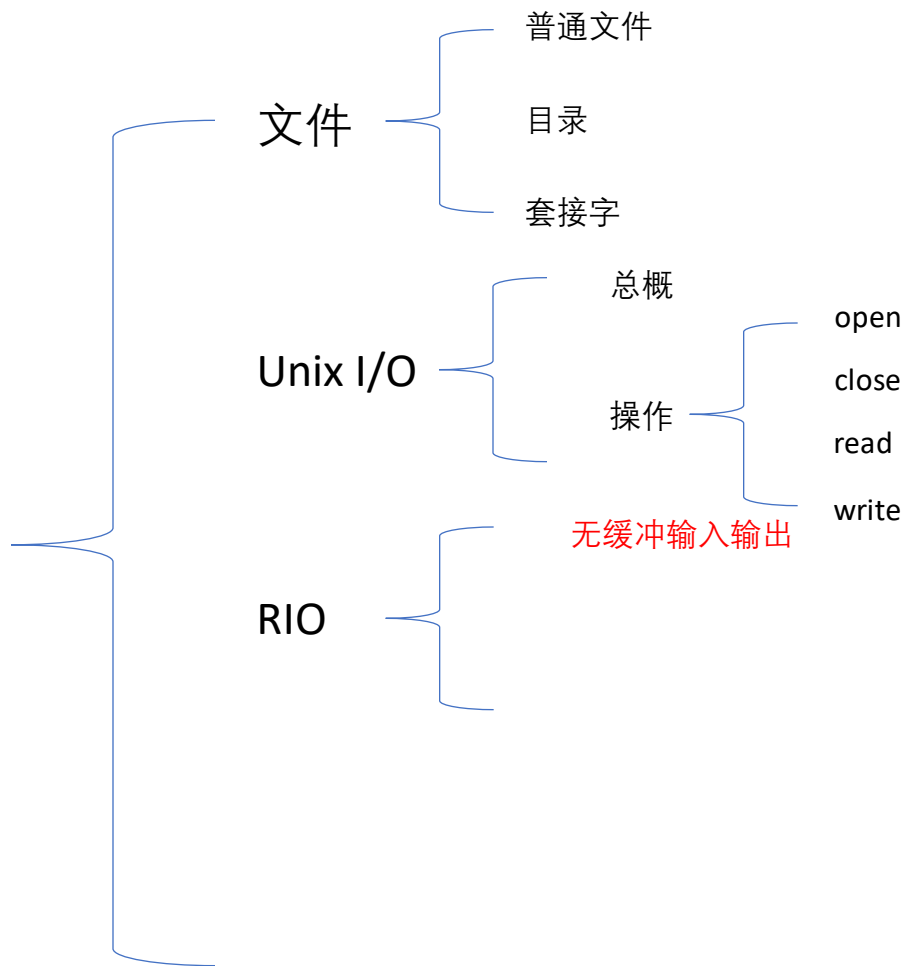 普通文件
文件
目录
套接字
总概
Unix I/O
操作
open
close
read
write
无缓冲输入输出
RIO